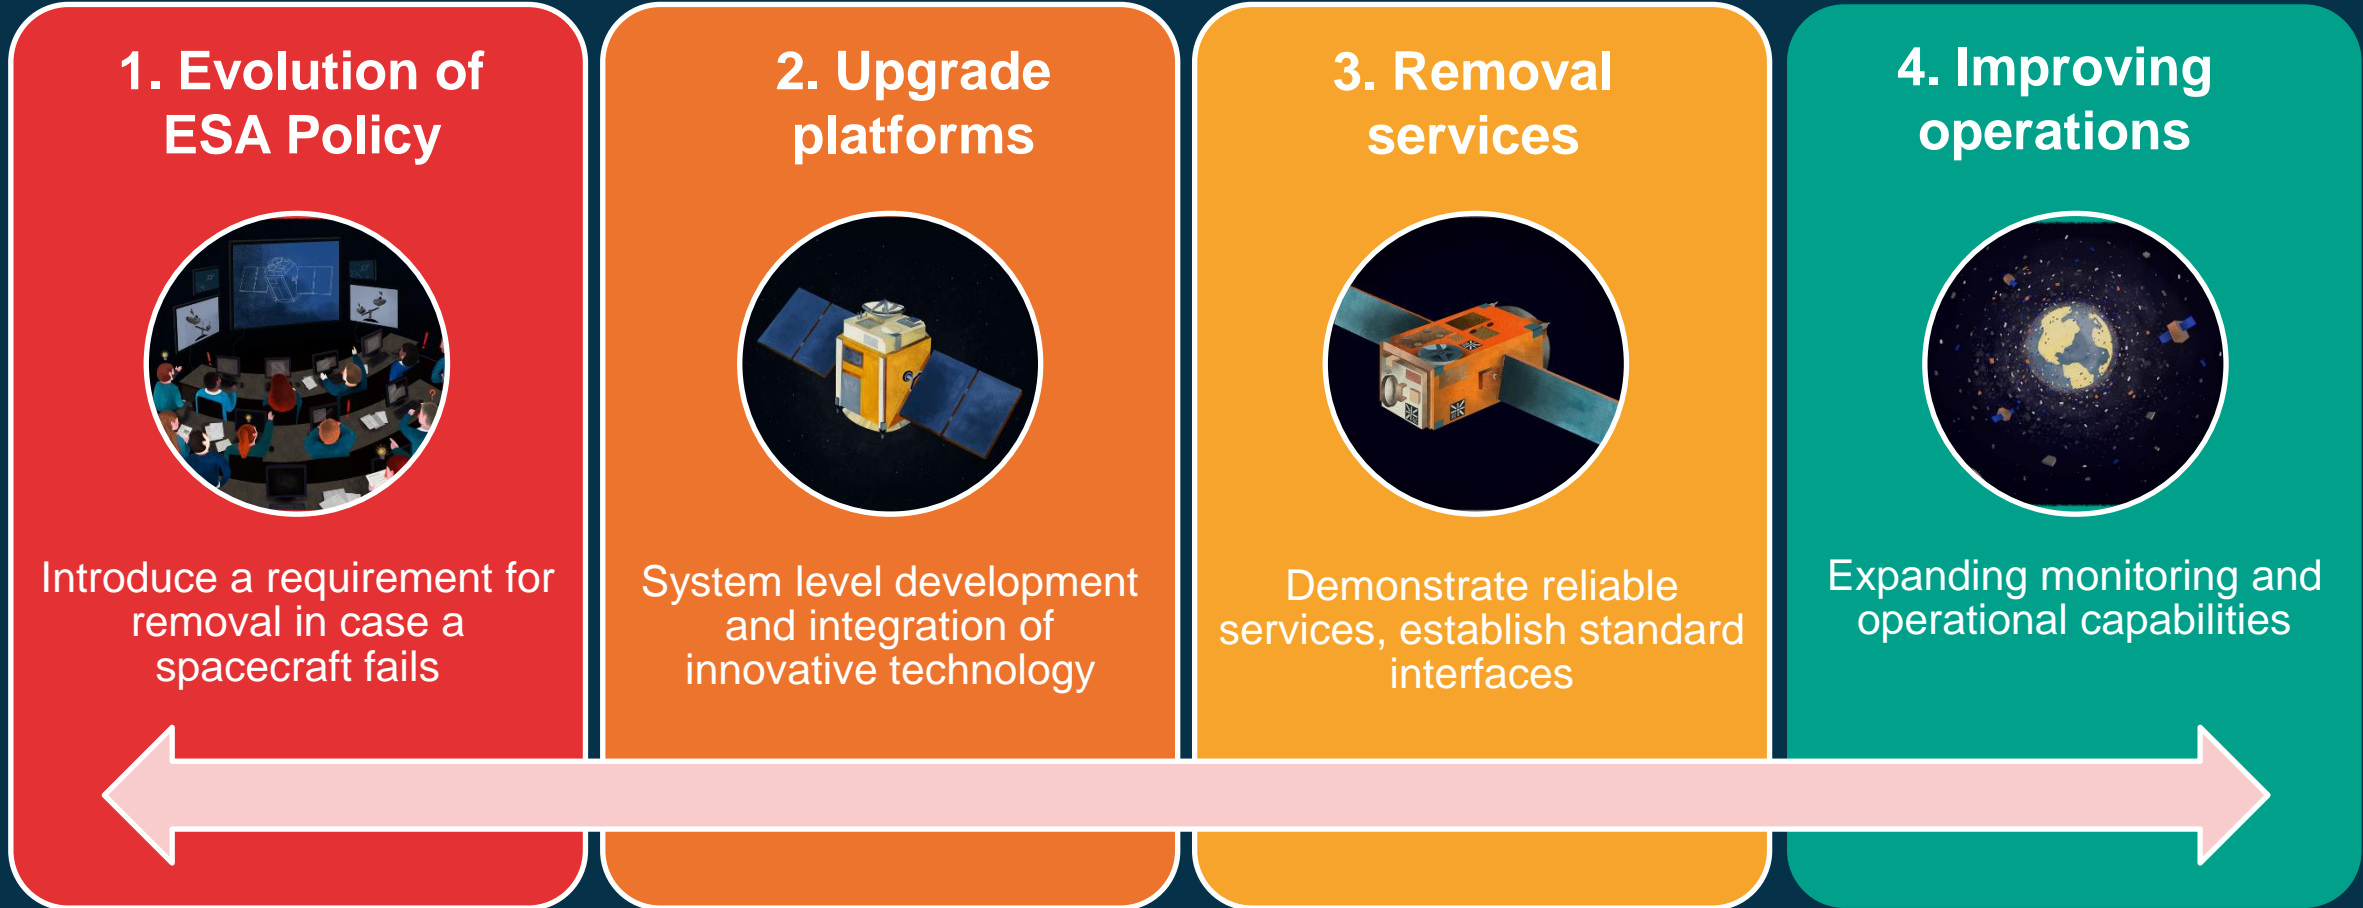 1. Evolution of
ESA Policy
Introduce a requirement for
removal in case a
spacecraft fails
2. Upgrade
platforms
System level development
and integration of
innovative technology
3. Removal
services
Demonstrate reliable
services, establish standard
interfaces
4. Improving
operations
Expanding monitoring and
operational capabilities